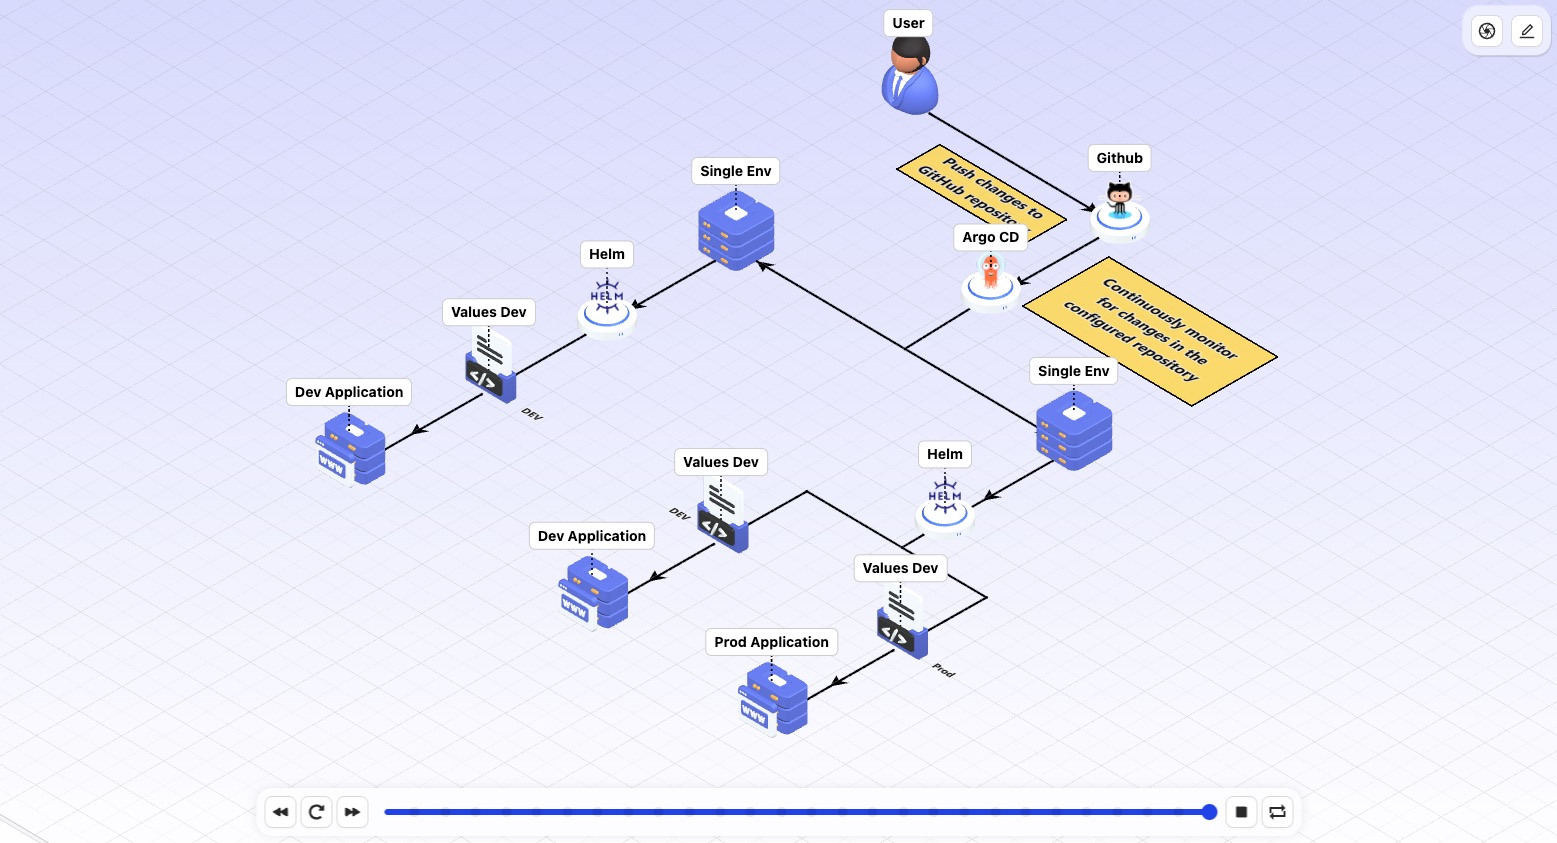 User
Github
Push changes to
GitHub
Argo CD
Single Env
Helm
HELM
Continuously monitor
for changes in the
configured repository
Values Dev
</>
DEV
Dev Application
WWW
Single Env
Helm
HELM
Values Dev
</>
DEV
Dev Application
WWW
Values Dev
</>
Prod
Prod Application
WWW